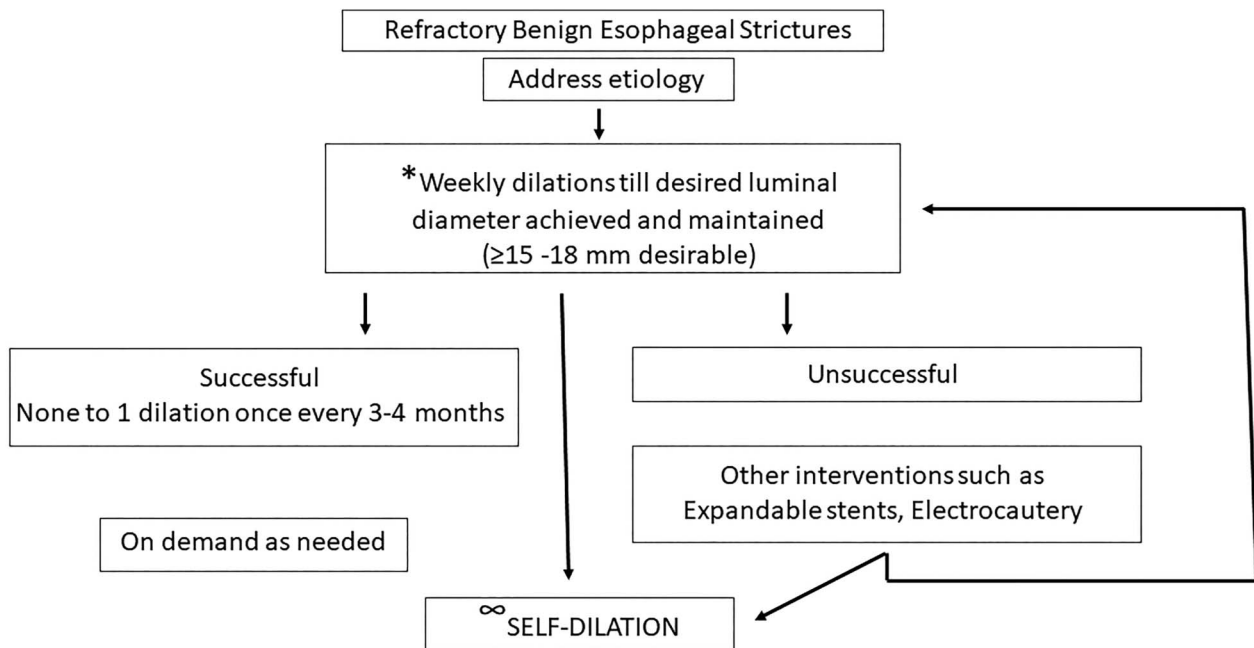 Refractory Benign Esophageal Strictures
Address etiology
*Weekly dilations till desired luminal
diameter achieved and maintained
(≥15 -18 mm desirable)
Successful
None to 1 dilation once every 3-4 months
Unsuccessful
Other interventions such as
Expandable stents, Electrocautery
On demand as needed
∞SELF-DILATION